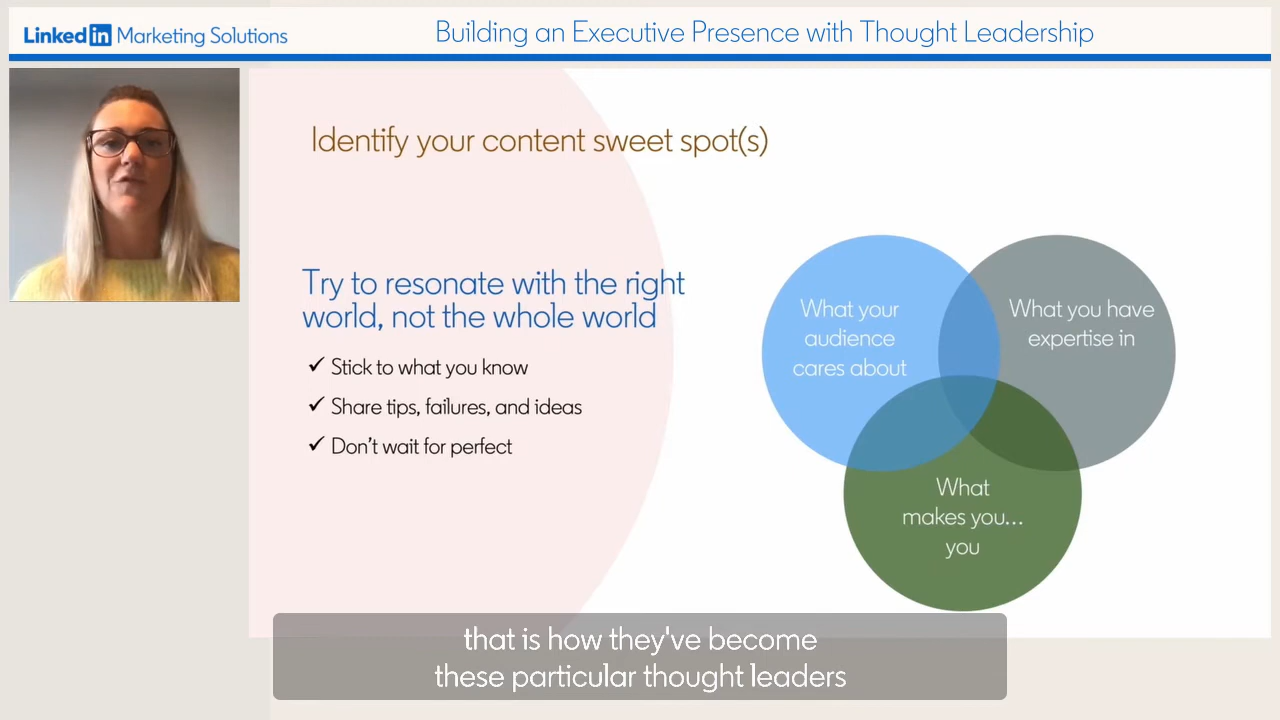 LinkedIn Marketing Solutions
Building an Executive Presence with Thought Leadership
Identify your content sweet spot(s)
Try to resonate with the right
world, not the whole world
✓ Stick to what you know
✓ Share tips, failures, and ideas
✓ Don't wait for perfect
What your
audience
cares about
What you have
expertise in
What
makes you...
you
that is how they've become
these particular thought leaders